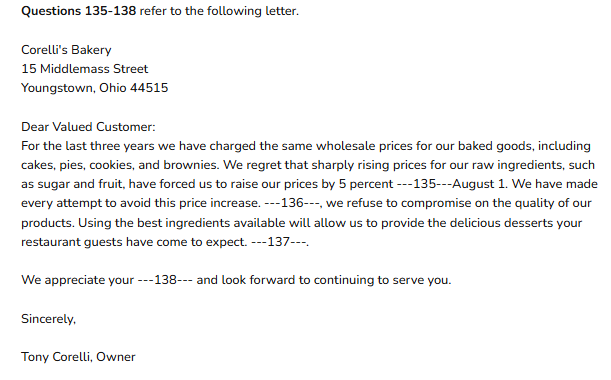 Questions 135-138 refer to the following letter.
Corelli's Bakery
15 Middlemass Street
Youngstown, Ohio 44515
Dear Valued Customer:
For the last three years we have charged the same wholesale prices for our baked goods, including
cakes, pies, cookies, and brownies. We regret that sharply rising prices for our raw ingredients, such
as sugar and fruit, have forced us to raise our prices by 5 percent ---135---August 1. We have made
every attempt to avoid this price increase. ---136---, we refuse to compromise on the quality of our
products. Using the best ingredients available will allow us to provide the delicious desserts your
restaurant guests have come to expect. ---137---.
We appreciate your ---138--- and look forward to continuing to serve you.
Sincerely,
Tony Corelli, Owner